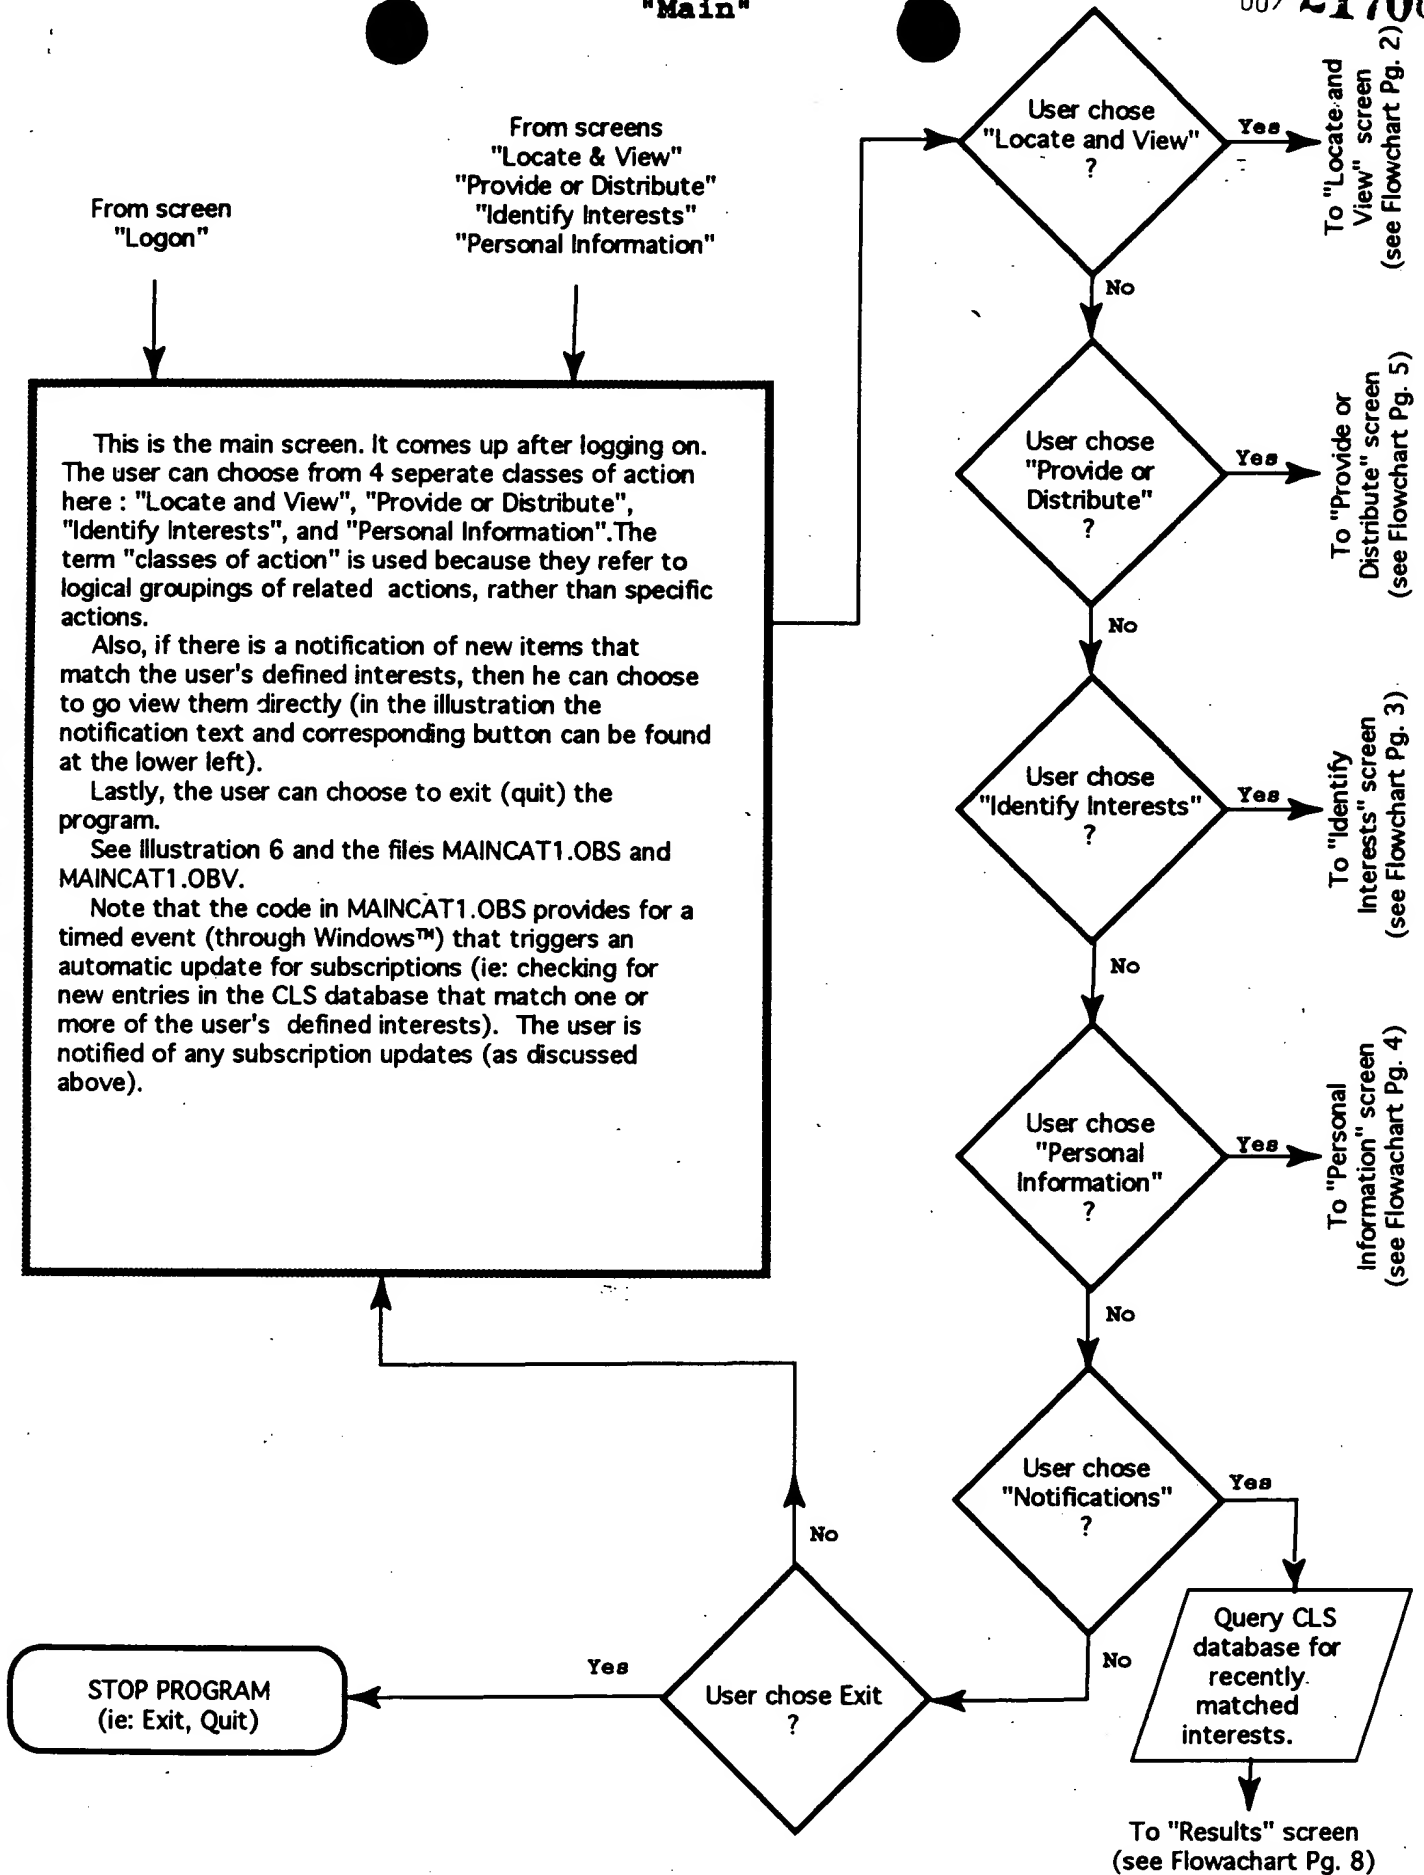 "Main"
From screen
"Logon"
From screens
"Locate & View"
"Provide or Distribute"
"Identify Interests"
"Personal Information"
This is the main screen. It comes up after logging on.
The user can choose from 4 seperate classes of action
here : "Locate and View", "Provide or Distribute",
"Identify Interests", and "Personal Information".The
term "classes of action" is used because they refer to
logical groupings of related actions, rather than specific
actions.
Also, if there is a notification of new items that
match the user's defined interests, then he can choose
to go view them directly (in the illustration the
notification text and corresponding button can be found
at the lower left).
Lastly, the user can choose to exit (quit) the
program.
See Illustration 6 and the files MAINCAT1.OBS and
MAINCAT1.OBV.
Note that the code in MAINCAT1.OBS provides for a
timed event (through Windows™) that triggers an
automatic update for subscriptions (ie: checking for
new entries in the CLS database that match one or
more of the user's defined interests). The user is
notified of any subscription updates (as discussed
above).
User chose
"Locate and View"
?
Yes
To "Locate and
View" screen
(see Flowchart Pg. 2)
No
User chose
"Provide or
Distribute"
?
Yes
To "Provide or
Distribute" screen
(see Flowchart Pg. 5)
No
User chose
"Identify Interests"
?
Yes
To "Identify
Interests" screen
(see Flowchart Pg. 3)
No
User chose
"Personal
Information"
?
Yes
To "Personal
Information" screen
(see Flowachart Pg. 4)
No
User chose
"Notifications"
?
Yes
Query CLS
database for
recently
matched
interests.
To "Results" screen
(see Flowachart Pg. 8)
No
User chose Exit
?
No
Yes
STOP PROGRAM
(ie: Exit, Quit)